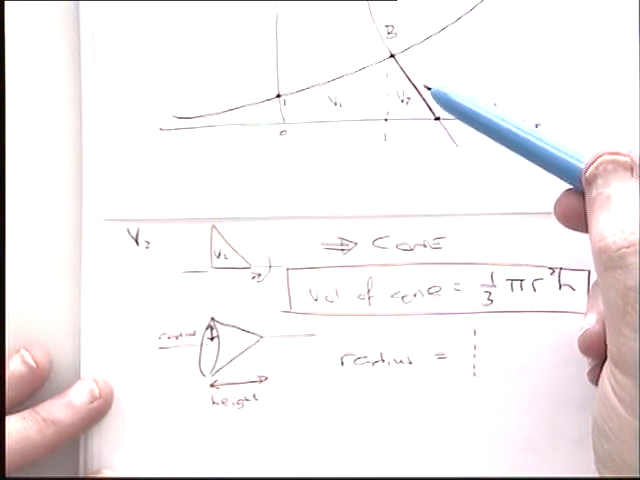 B
1
V₁
V₂
0
1
V₂
V₂
⇒ CONE
Vol of cone = 1/3 πr²h
radius
radius =
height